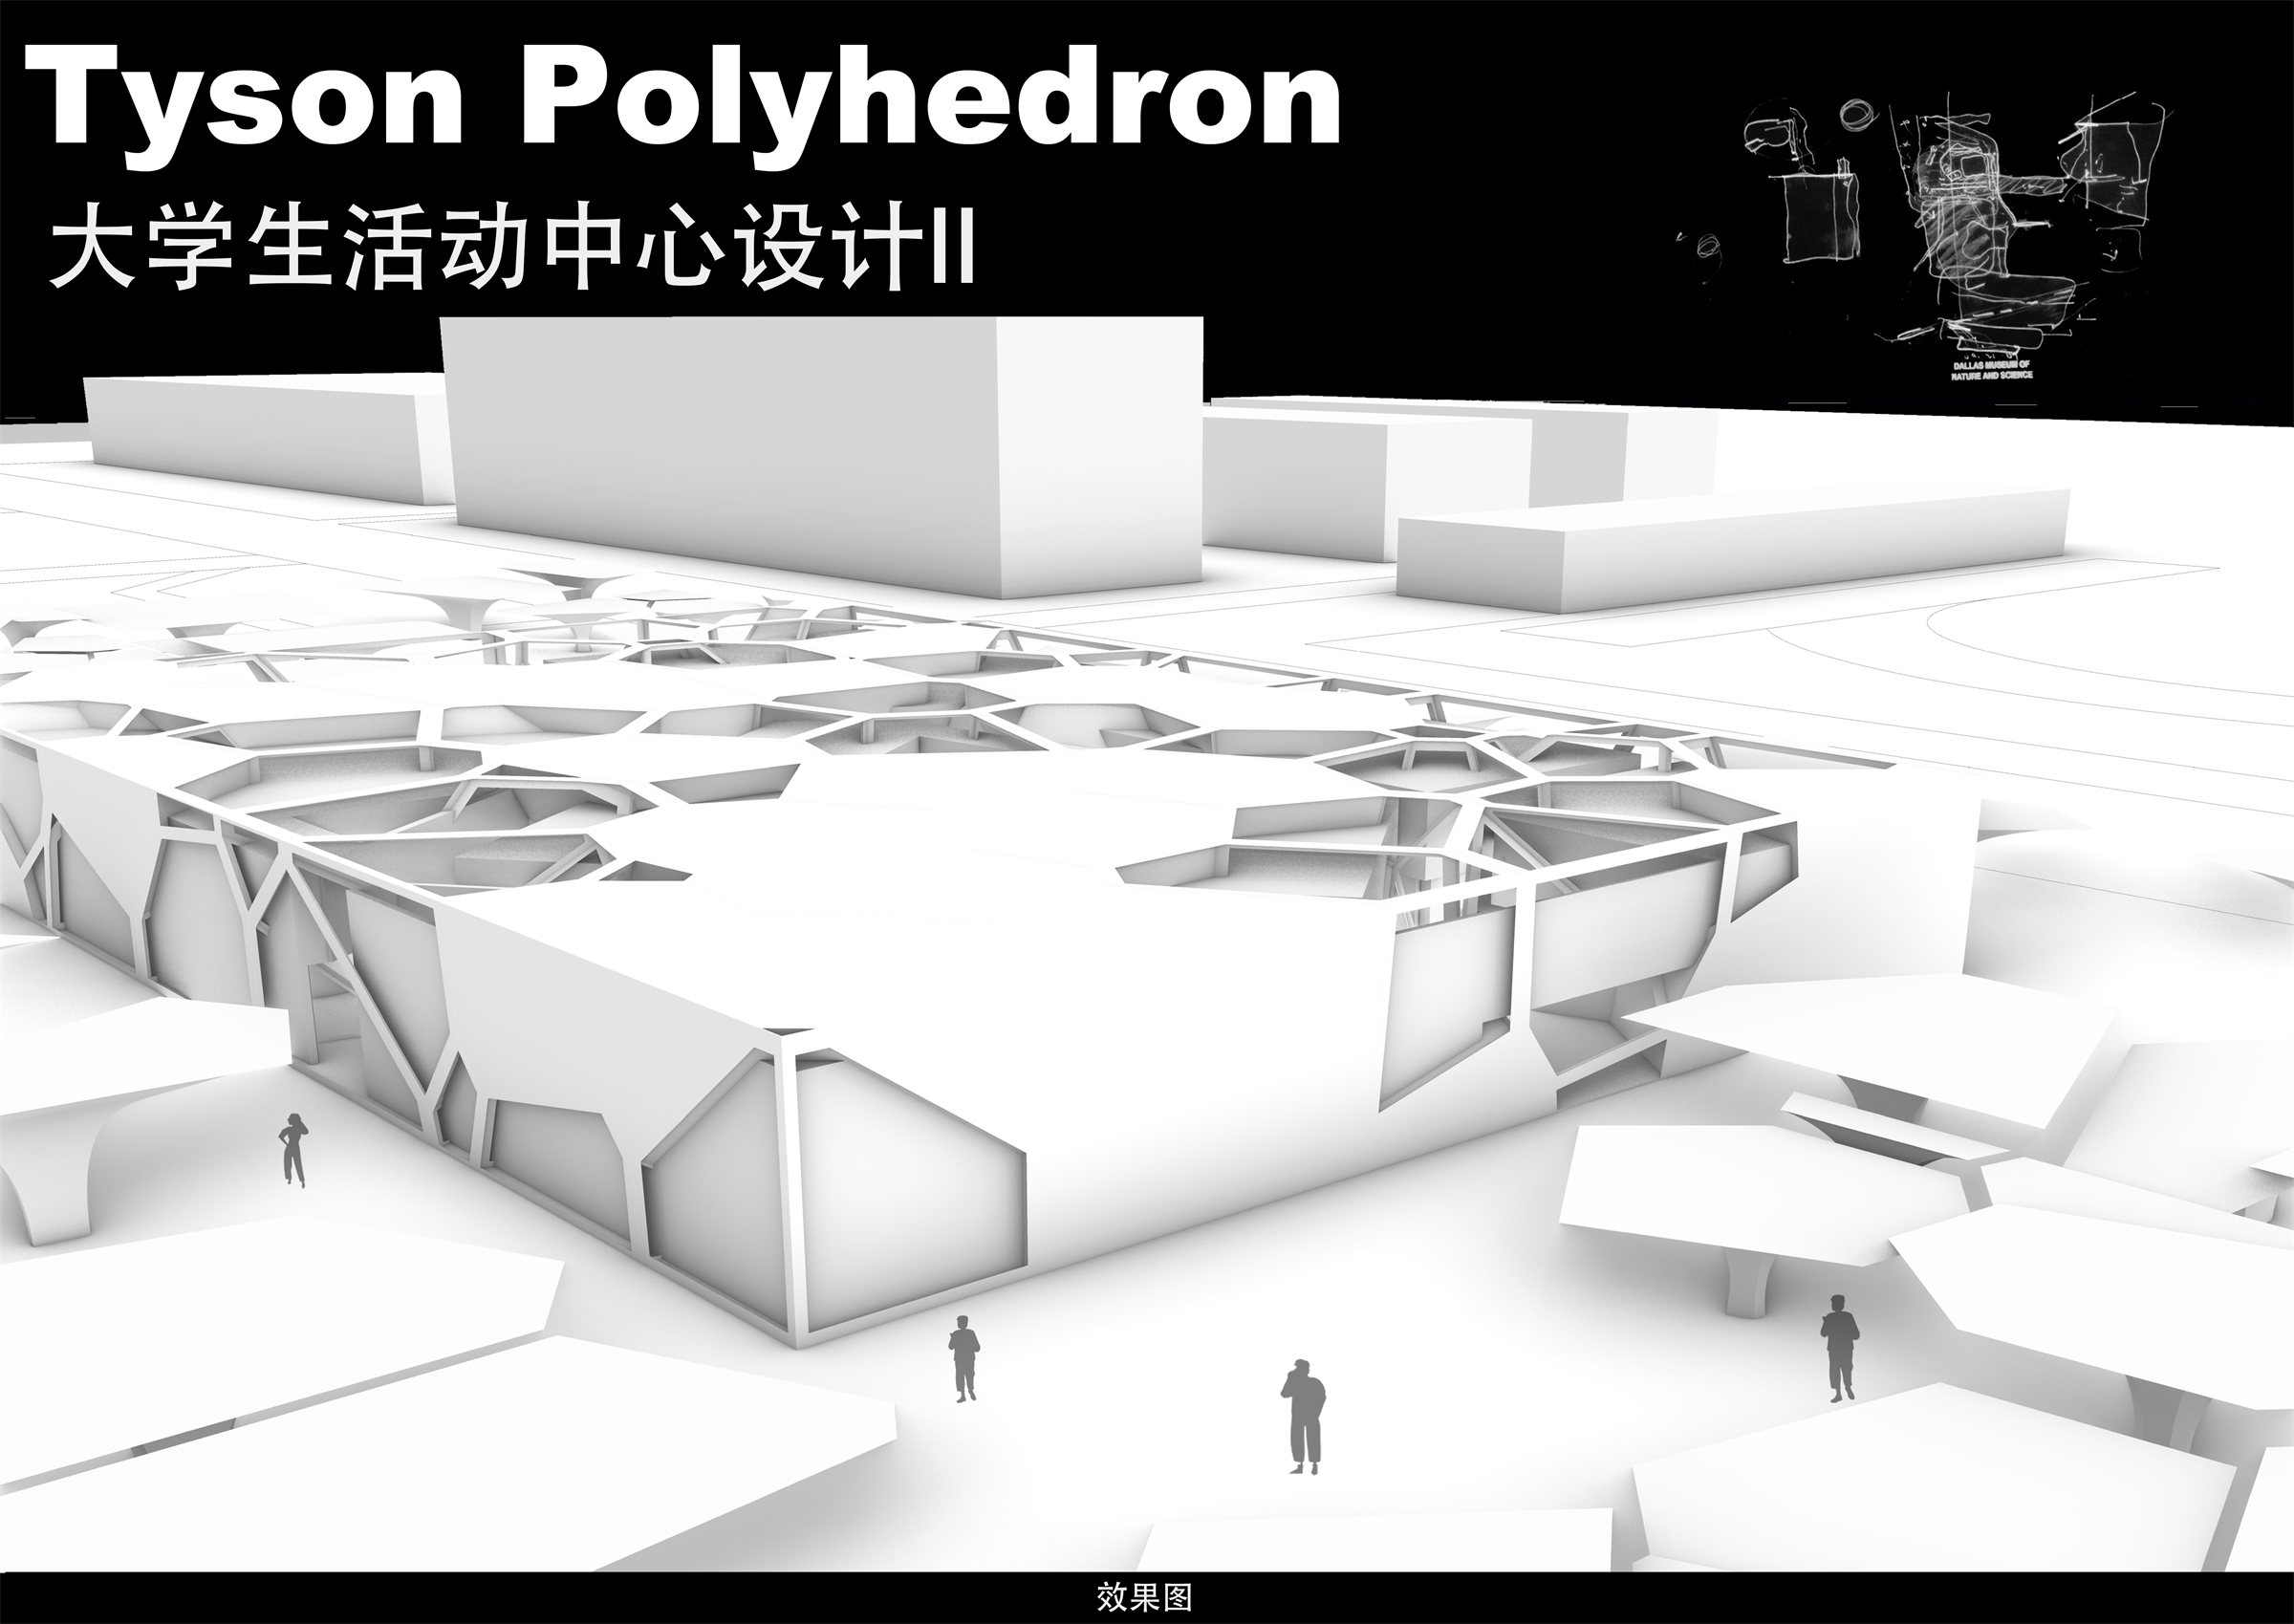 Tyson Polyhedron
大学生活动中心设计II
DALLAS MUSEUM OF
NATURE AND SCIENCE
效果图